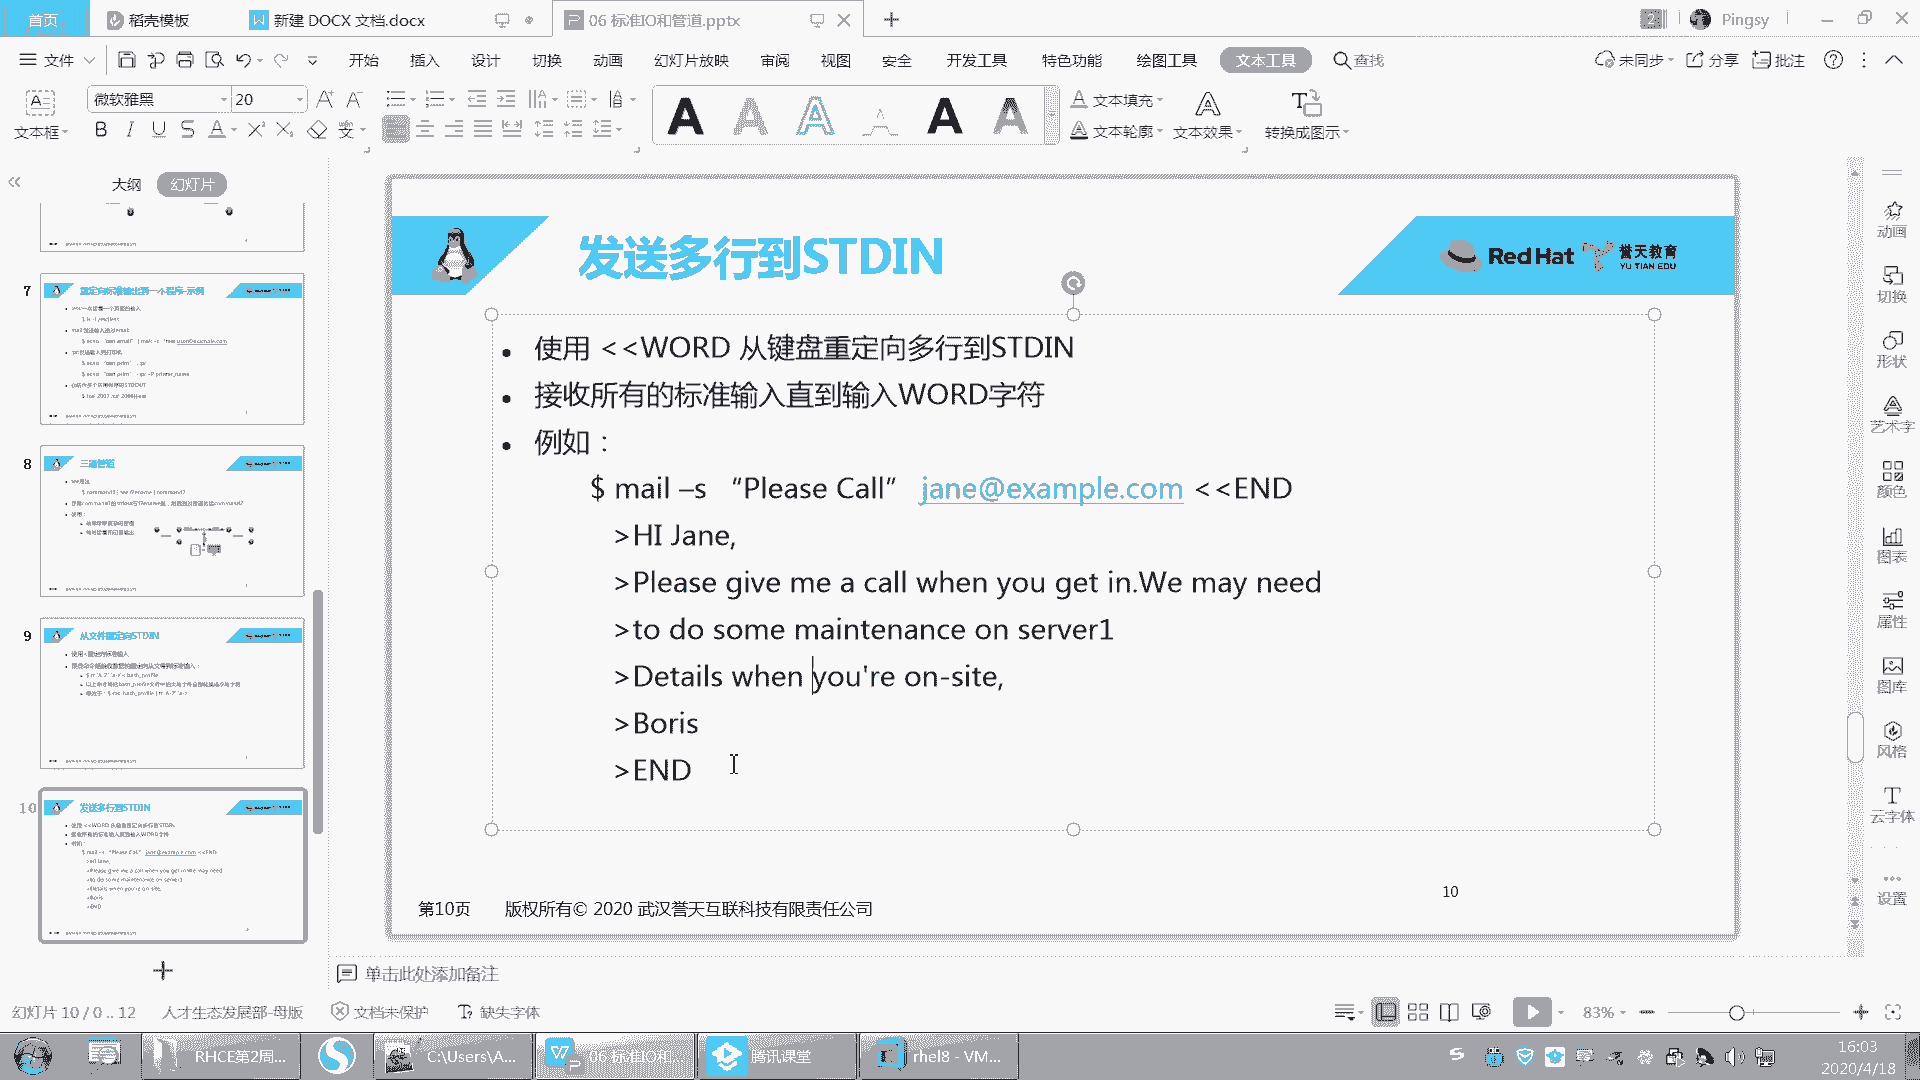 首页
稻壳模板
新建 DOCX 文档.docx
06 标准IO和管道.pptx
2
Pingsy
文件
开始
插入
设计
切换
动画
幻灯片放映
审阅
视图
安全
开发工具
特色功能
绘图工具
文本工具
查找
未同步
分享
批注
文本框
微软雅黑
20
文本填充
文本轮廓
文本效果
转换成图示
大纲
幻灯片
7
8
三通管道
9
从文件重定向STDIN
10
发送多行到STDIN
发送多行到STDIN
Red Hat
誉天教育
YU TIAN EDU
• 使用 <<WORD 从键盘重定向多行到STDIN
• 接收所有的标准输入直到输入WORD字符
• 例如：
$ mail –s “Please Call” jane@example.com <<END
>HI Jane,
>Please give me a call when you get in.We may need
>to do some maintenance on server1
>Details when you're on-site,
>Boris
>END
10
第10页
版权所有© 2020 武汉誉天互联科技有限责任公司
单击此处添加备注
动画
切换
形状
艺术字
颜色
图表
属性
图库
风格
云字体
设置
幻灯片 10 / 0 .. 12
人才生态发展部-母版
文档未保护
缺失字体
83%
RHCE第2周...
C:\Users\A...
06 标准IO和...
腾讯课堂
rhel8 - VM...
16:03
2020/4/18